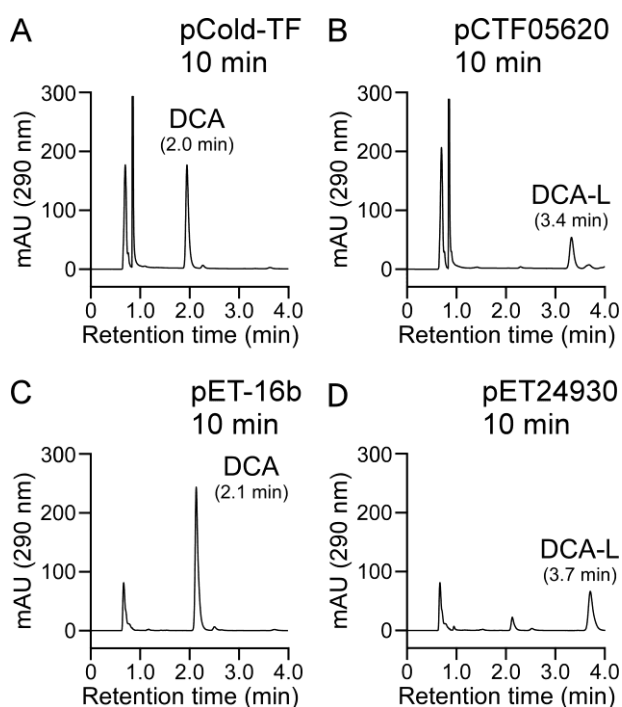 A pCold-TF
10 min
300
200
100
0
mAU (290 nm)
DCA
(2.0 min)
0 1.0 2.0 3.0 4.0
Retention time (min)
B pCTF05620
10 min
300
200
100
0
mAU (290 nm)
DCA-L
(3.4 min)
0 1.0 2.0 3.0 4.0
Retention time (min)
C pET-16b
10 min
300
200
100
0
mAU (290 nm)
DCA
(2.1 min)
0 1.0 2.0 3.0 4.0
Retention time (min)
D pET24930
10 min
300
200
100
0
mAU (290 nm)
DCA-L
(3.7 min)
0 1.0 2.0 3.0 4.0
Retention time (min)